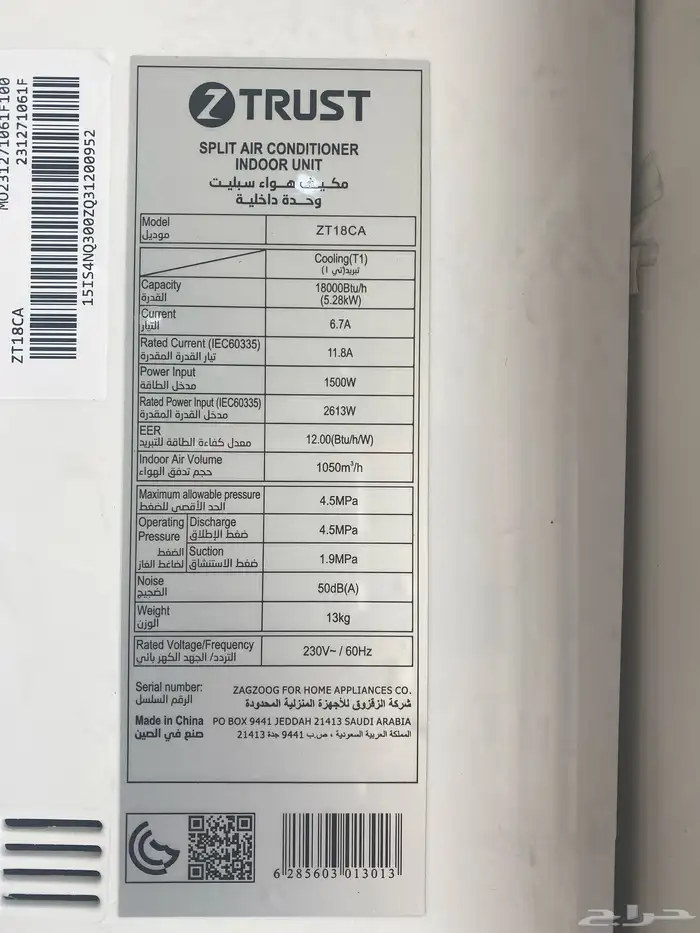 MO231271061F100
231271061F
15IS4NQ300ZQ31200952
ZT18CA
Z TRUST
SPLIT AIR CONDITIONER
INDOOR UNIT
مكيف هواء سبليت
وحدة داخلية
Model
موديل
ZT18CA
Cooling(T1)
تبريد(تي ١)
Capacity
القدرة
18000Btu/h
(5.28kW)
Current
التيار
6.7A
Rated Current (IEC60335)
تيار القدرة المقدرة
11.8A
Power Input
مدخل الطاقة
1500W
Rated Power Input (IEC60335)
مدخل القدرة المقدرة
2613W
EER
معدل كفاءة الطاقة للتبريد
12.00(Btu/h/W)
Indoor Air Volume
حجم تدفق الهواء
1050m³/h
Maximum allowable pressure
الحد الأقصى للضغط
4.5MPa
Operating Pressure
الضغط
لضاغط الغاز
Discharge
ضغط الإطلاق
4.5MPa
Suction
ضغط الاستنشاق
1.9MPa
Noise
الضجيج
50dB(A)
Weight
الوزن
13kg
Rated Voltage/Frequency
التردد/ الجهد الكهربائي
230V~ / 60Hz
Serial number:
الرقم السلسل
ZAGZOOG FOR HOME APPLIANCES CO.
شركة الزقزوق للأجهزة المنزلية المحدودة
Made in China
صنع في الصين
PO BOX 9441 JEDDAH 21413 SAUDI ARABIA
المملكة العربية السعودية ، ص.ب 9441 جدة 21413
6 285603 013013
حراج